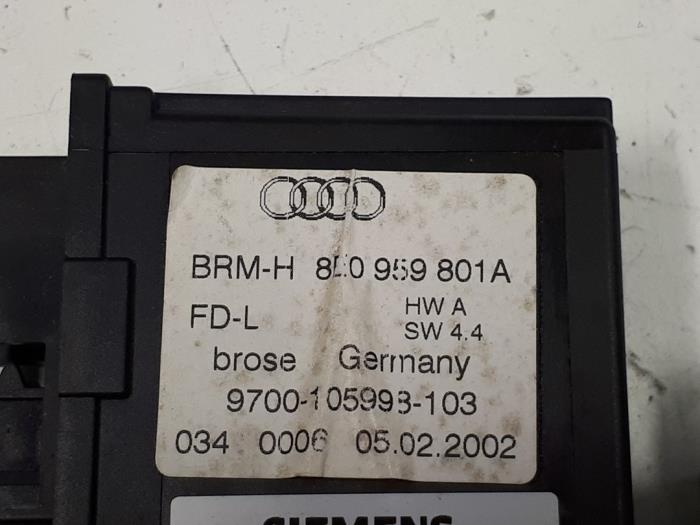 BRM-H 8E0 959 801A
FD-L HW A
SW 4.4
brose Germany
9700-105993-103
034 0006 05.02.2002
SIEMENS